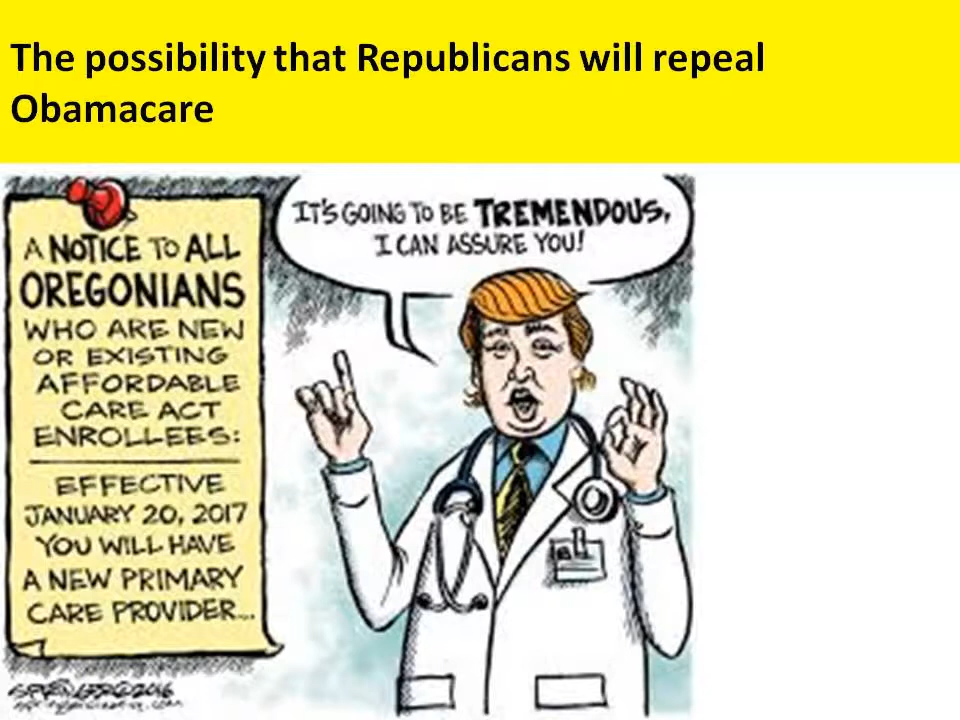 The possibility that Republicans will repeal
Obamacare
A NOTICE TO ALL
OREGONIANS
WHO ARE NEW
OR EXISTING
AFFORDABLE
CARE ACT
ENROLLEES:
EFFECTIVE
JANUARY 20, 2017
YOU WILL HAVE
A NEW PRIMARY
CARE PROVIDER...
IT'S GOING TO BE TREMENDOUS,
I CAN ASSURE YOU!
©2016